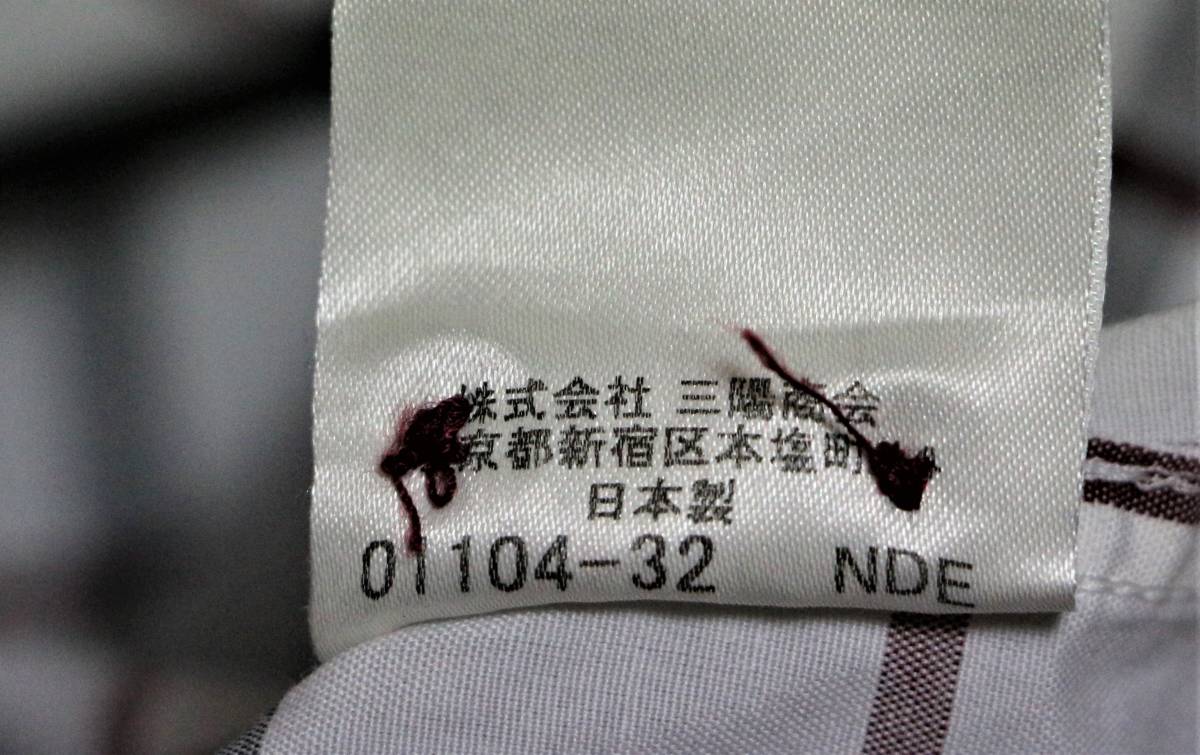 株式会社 三陽商会
京都新宿区本塩町
日本製
01104-32 NDE